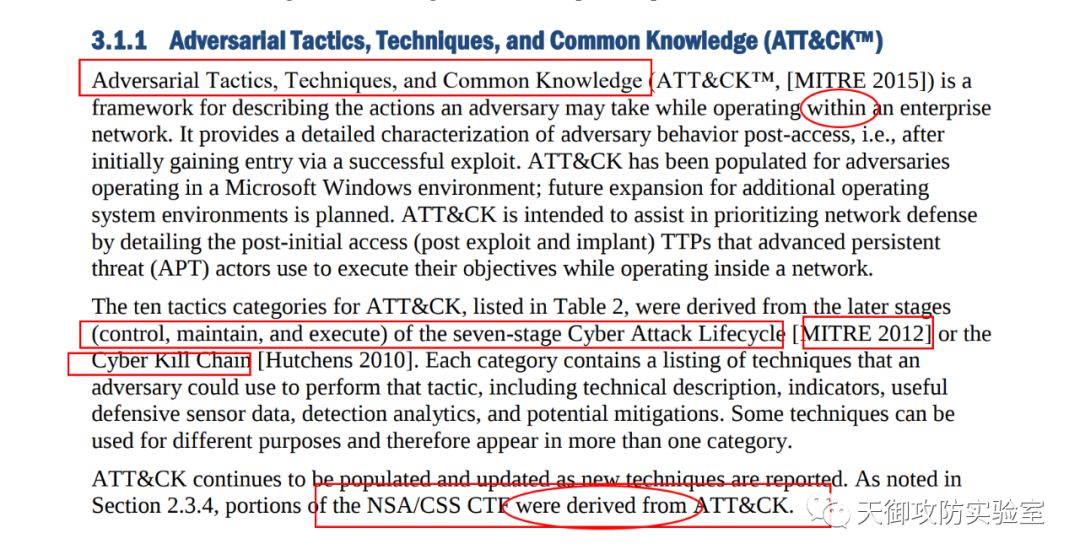 3.1.1 Adversarial Tactics, Techniques, and Common Knowledge (ATT&CK™)
Adversarial Tactics, Techniques, and Common Knowledge (ATT&CK™, [MITRE 2015]) is a
framework for describing the actions an adversary may take while operating within an enterprise
network. It provides a detailed characterization of adversary behavior post-access, i.e., after
initially gaining entry via a successful exploit. ATT&CK has been populated for adversaries
operating in a Microsoft Windows environment; future expansion for additional operating
system environments is planned. ATT&CK is intended to assist in prioritizing network defense
by detailing the post-initial access (post exploit and implant) TTPs that advanced persistent
threat (APT) actors use to execute their objectives while operating inside a network.
The ten tactics categories for ATT&CK, listed in Table 2, were derived from the later stages
(control, maintain, and execute) of the seven-stage Cyber Attack Lifecycle [MITRE 2012] or the
Cyber Kill Chain [Hutchens 2010]. Each category contains a listing of techniques that an
adversary could use to perform that tactic, including technical description, indicators, useful
defensive sensor data, detection analytics, and potential mitigations. Some techniques can be
used for different purposes and therefore appear in more than one category.
ATT&CK continues to be populated and updated as new techniques are reported. As noted in
Section 2.3.4, portions of the NSA/CSS CTF were derived from ATT&CK.
天御攻防实验室